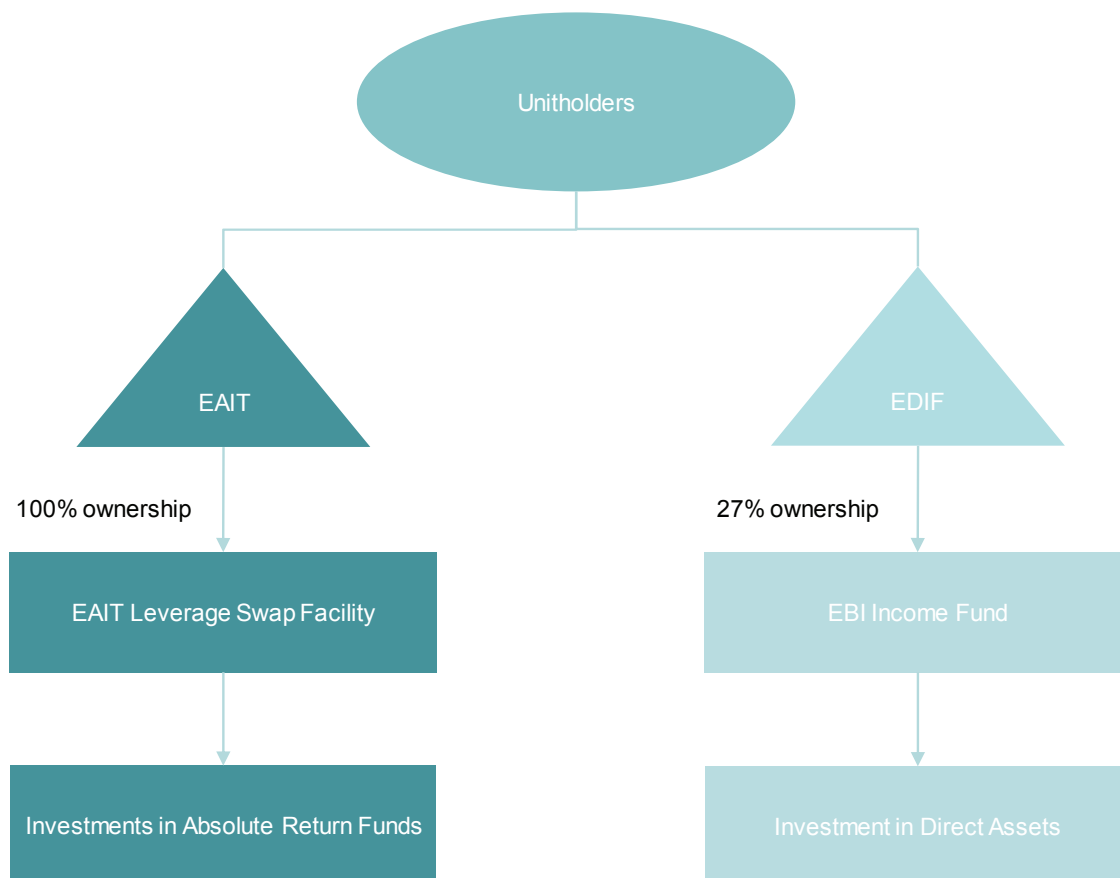 Unitholders
EAIT
EDIF
100% ownership
27% ownership
EAIT Leverage Swap Facility
EBI Income Fund
Investments in Absolute Return Funds
Investment in Direct Assets